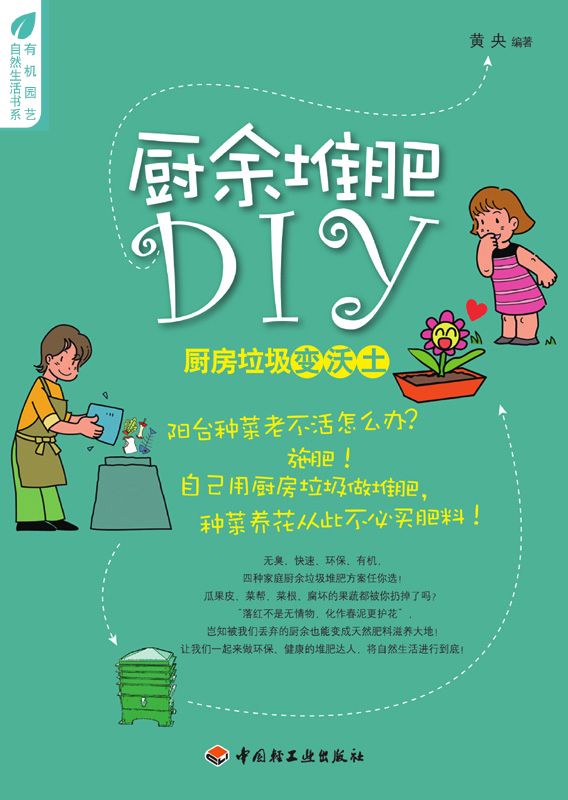 有机园艺
自然生活书系
黄央 编著
厨余堆肥
DIY
厨房垃圾变沃土
阳台种菜老不活怎么办？
施肥！
自己用厨房垃圾做堆肥，
种菜养花从此不必买肥料！
无臭、快速、环保、有机，
四种家庭厨余垃圾堆肥方案任你选！
瓜果皮、菜帮、菜根、腐坏的果蔬都被你扔掉了吗？
“落红不是无情物，化作春泥更护花”，
岂知被我们丢弃的厨余也能变成天然肥料滋养大地！
让我们一起来做环保、健康的堆肥达人，将自然生活进行到底！
中国轻工业出版社